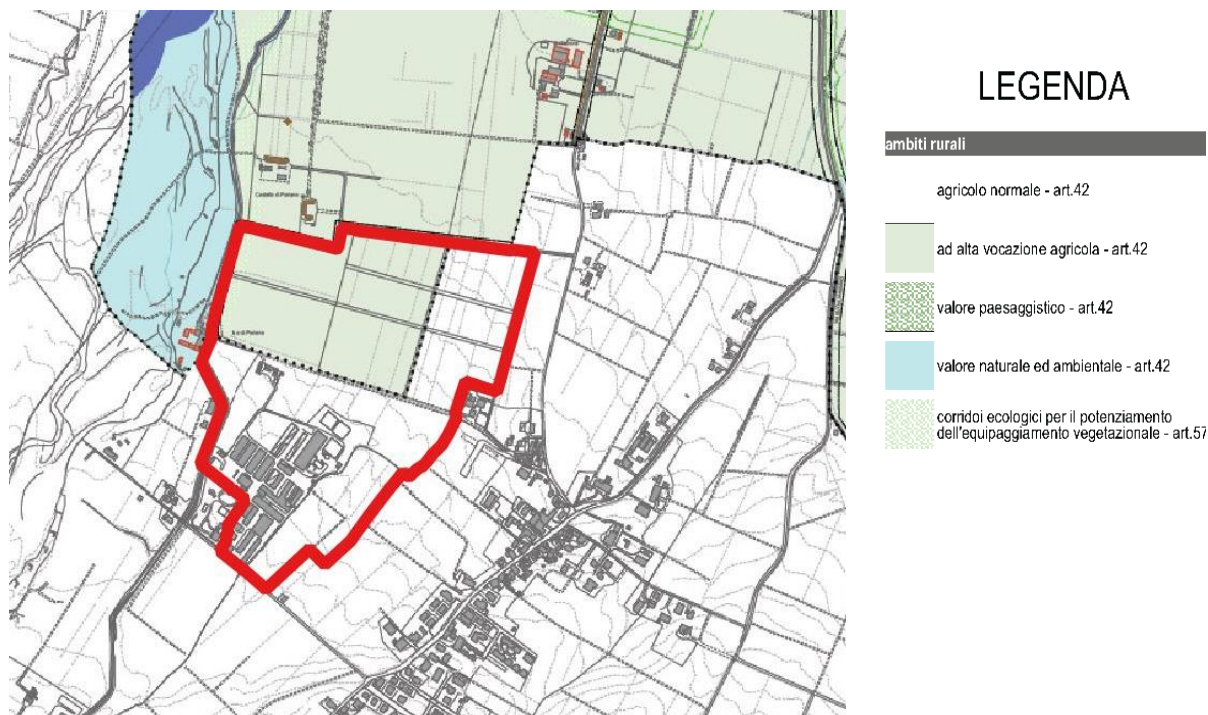 LEGENDA
ambiti rurali
agricolo normale - art.42
ad alta vocazione agricola - art.42
valore paesaggistico - art.42
valore naturale ed ambientale - art.42
corridoi ecologici per il potenziamento
dell'equipaggiamento vegetazionale - art.57